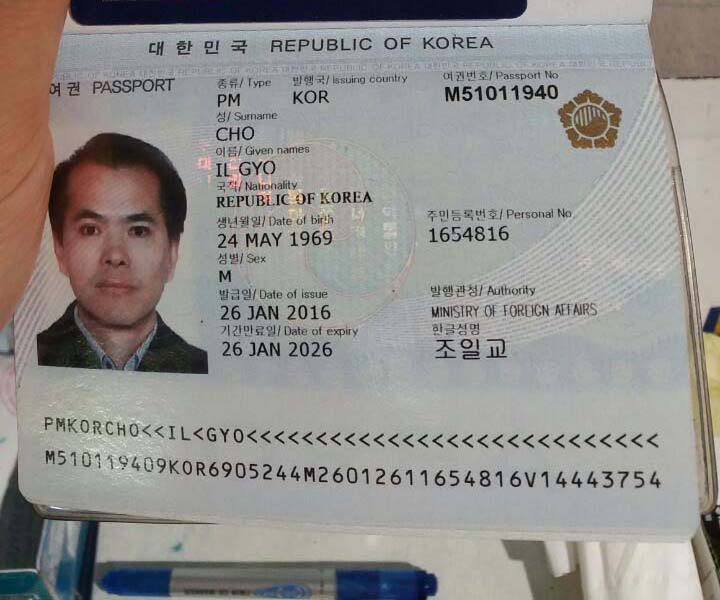 대한민국 REPUBLIC OF KOREA
여권 PASSPORT
종류/ Type 발행국/ Issuing country 여권번호/ Passport No
PM KOR M51011940
성/ Surname
CHO
이름/ Given names
IL GYO
국적/ Nationality
REPUBLIC OF KOREA
생년월일/ Date of birth 주민등록번호/ Personal No
24 MAY 1969 1654816
성별/ Sex
M
발급일/ Date of issue 발행관청/ Authority
26 JAN 2016 MINISTRY OF FOREIGN AFFAIRS
기간만료일/ Date of expiry 한글성명
26 JAN 2026 조일교
PMKORCHO<<IL<GYO<<<<<<<<<<<<<<<<<<<<<<<<<<<<
M510119409KOR6905244M26012611654816V14443754